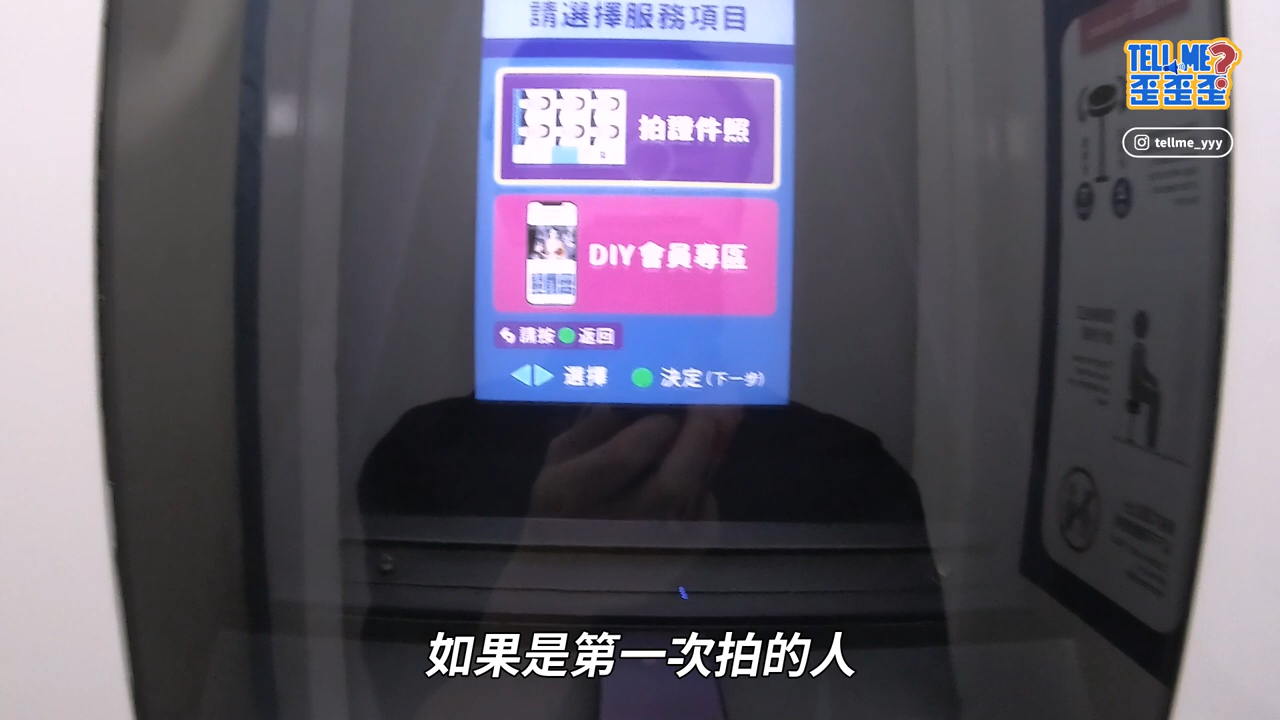 請選擇服務項目
TELL ME?
歪歪歪
tellme_yyy
拍證件照
DIY會員專區
請按 返回
選擇 決定(下一步)
如果是第一次拍的人